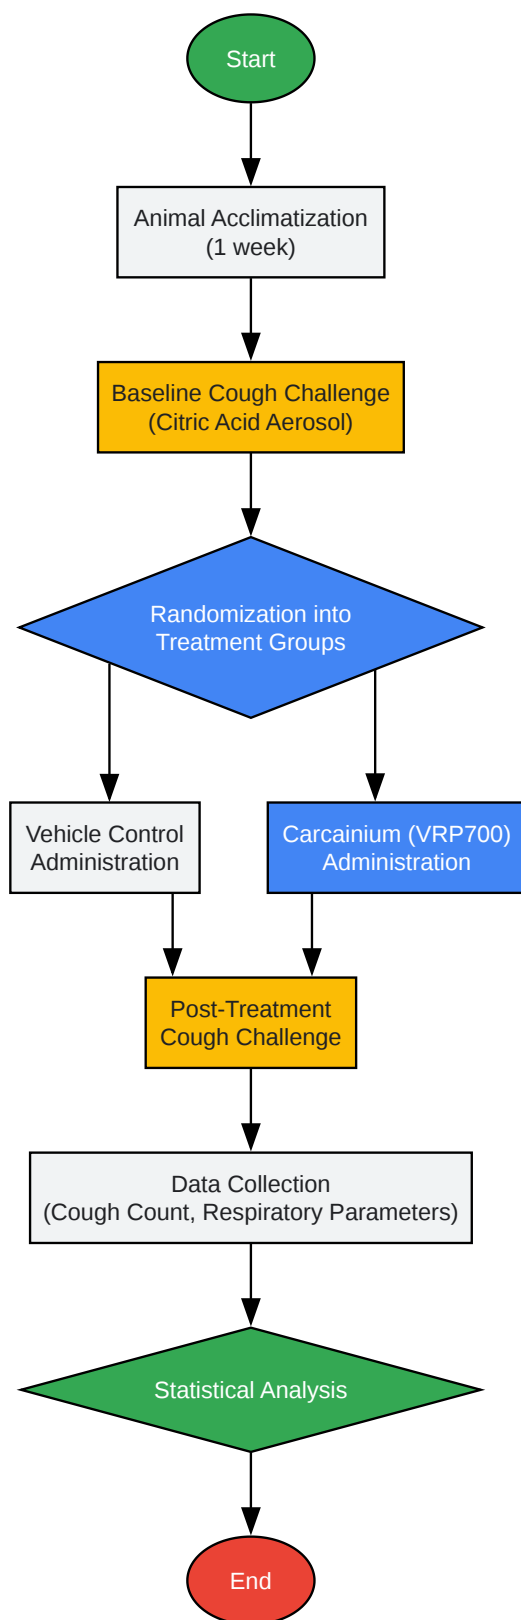 Start
Animal Acclimatization
(1 week)
Baseline Cough Challenge
(Citric Acid Aerosol)
Randomization into
Treatment Groups
Vehicle Control
Administration
Carcainium (VRP700)
Administration
Post-Treatment
Cough Challenge
Data Collection
(Cough Count, Respiratory Parameters)
Statistical Analysis
End